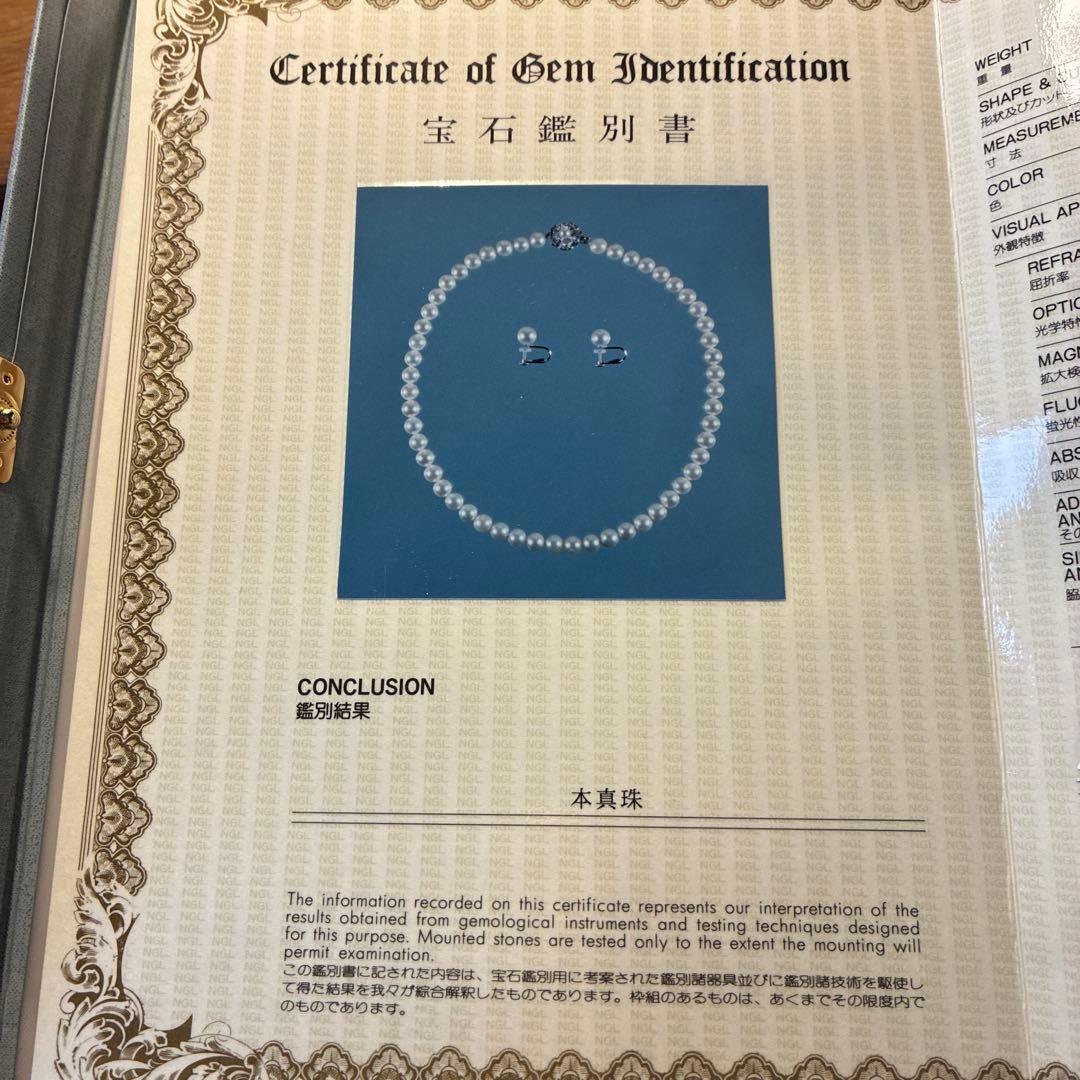 Certificate of Gem Identification
宝石鑑別書
CONCLUSION
鑑別結果
本真珠
The information recorded on this certificate represents our interpretation of the
results obtained from gemological instruments and testing techniques designed
for this purpose. Mounted stones are tested only to the extent the mounting will
permit examination.
この鑑別書に記された内容は、宝石鑑別用に考案された鑑別諸器具並びに鑑別諸技術を駆使し
て得た結果を我々が綜合解釈したものであります。枠組のあるものは、あくまでその限度内で
のものであります。
WEIGHT
重量
SHAPE &
形状及びカット
MEASUREME
寸法
COLOR
色
VISUAL AP
外観特徴
REFRA
屈折率
OPTIC
光学特性
MAGN
拡大検
FLUO
蛍光性
ABS
吸収
AD
AN
その
SI
AN